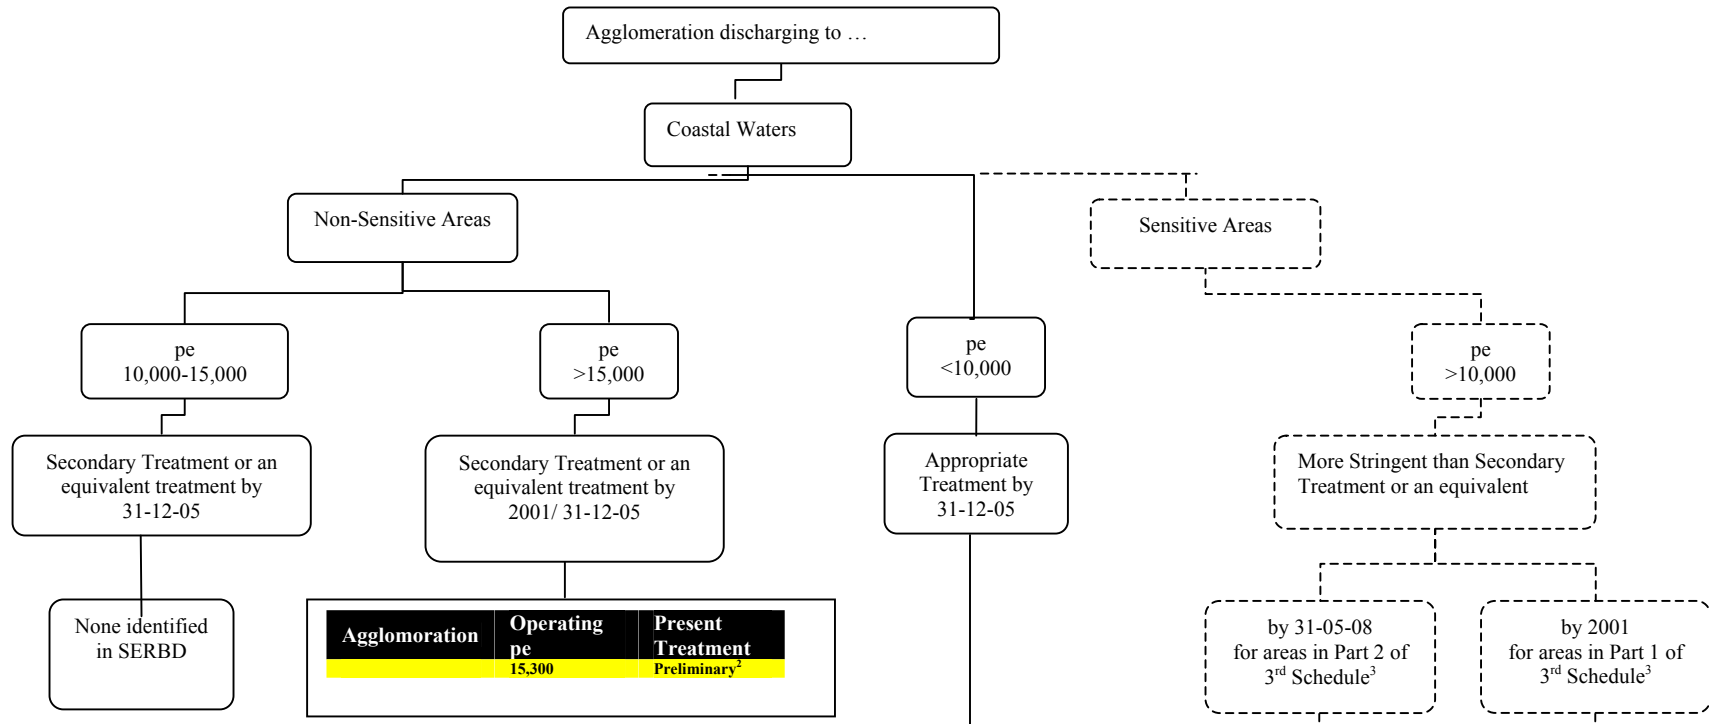 Agglomeration discharging to …
Coastal Waters
Non-Sensitive Areas
Sensitive Areas
pe
10,000-15,000
pe
>15,000
pe
<10,000
pe
>10,000
Secondary Treatment or an
equivalent treatment by
31-12-05
Secondary Treatment or an
equivalent treatment by
2001/ 31-12-05
Appropriate
Treatment by
31-12-05
More Stringent than Secondary
Treatment or an equivalent
None identified
in SERBD
Agglomoration Operating pe Present Treatment
15,300 Preliminary²
by 31-05-08
for areas in Part 2 of
3rd Schedule³
by 2001
for areas in Part 1 of
3rd Schedule³